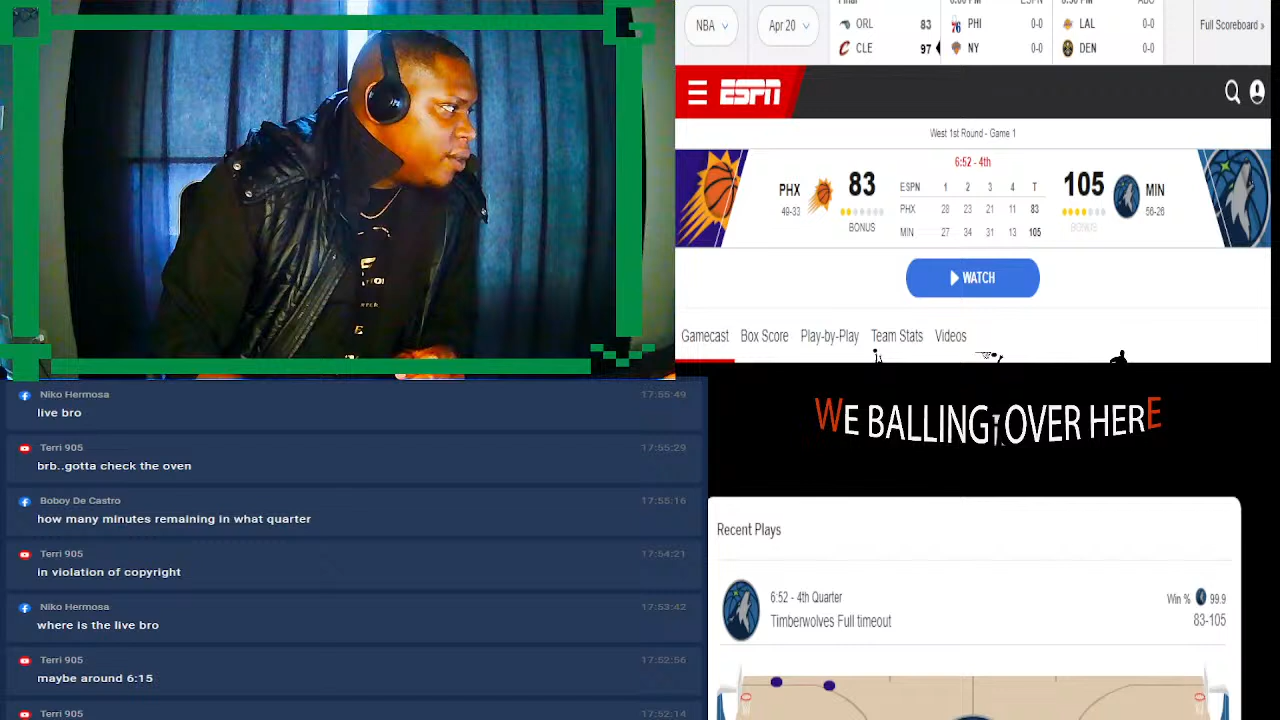 NBA
Apr 20
ORL 83
CLE 97
ESPN
PHI 0-0
NY 0-0
LAL 0-0
DEN 0-0
Full Scoreboard »
ESPN
West 1st Round - Game 1
6:52 - 4th
PHX
49-33
83
BONUS
ESPN 1 2 3 4 T
PHX 28 23 21 11 83
MIN 27 34 31 13 105
105
BONUS
MIN
56-26
WATCH
Gamecast Box Score Play-by-Play Team Stats Videos
WE BALLING OVER HERE
Recent Plays
6:52 - 4th Quarter
Timberwolves Full timeout
Win % 99.9
83-105
Niko Hermosa 17:55:49
live bro
Terri 905 17:55:29
brb..gotta check the oven
Boboy De Castro 17:55:16
how many minutes remaining in what quarter
Terri 905 17:54:21
in violation of copyright
Niko Hermosa 17:53:42
where is the live bro
Terri 905 17:52:56
maybe around 6:15
Terri 905 17:52:14